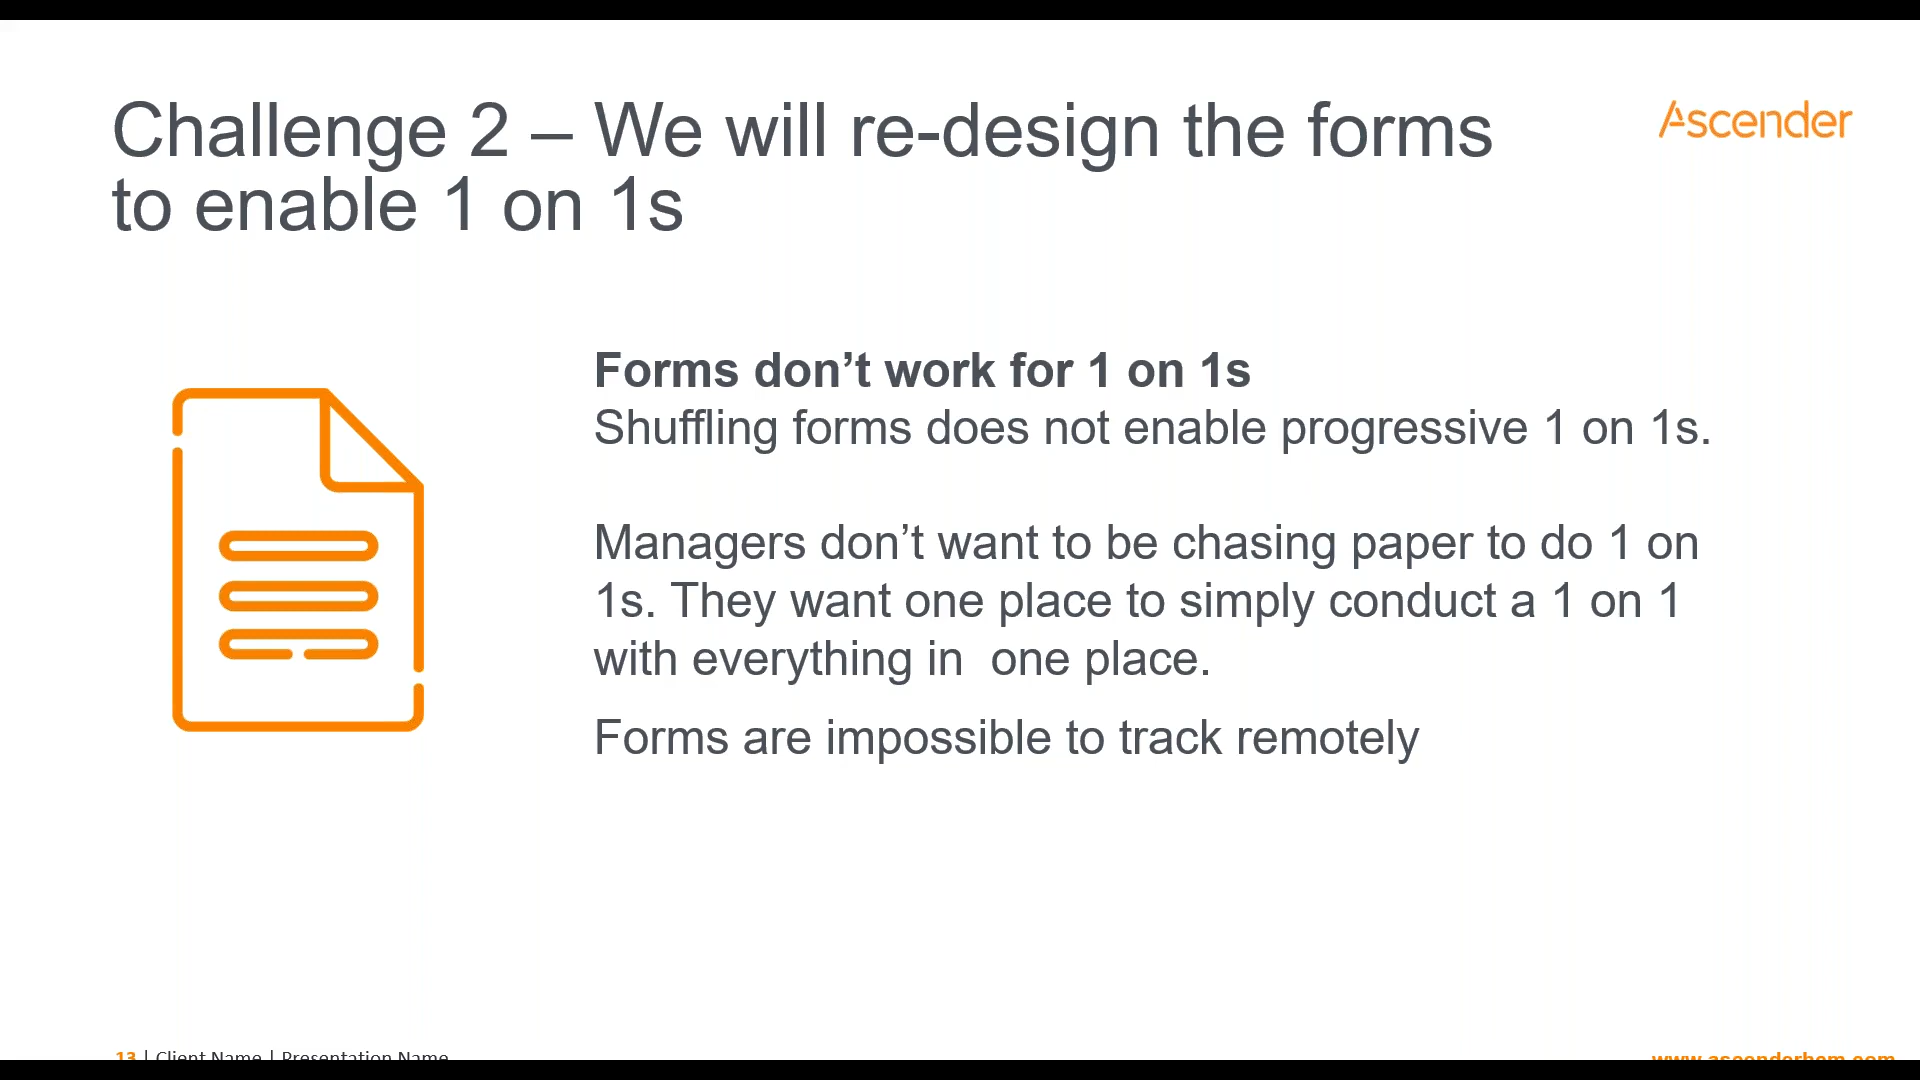 Challenge 2 – We will re-design the forms
to enable 1 on 1s
Ascender
Forms don’t work for 1 on 1s
Shuffling forms does not enable progressive 1 on 1s.
Managers don’t want to be chasing paper to do 1 on
1s. They want one place to simply conduct a 1 on 1
with everything in  one place.
Forms are impossible to track remotely
13 | Client Name | Presentation Name
www.ascenderhcm.com